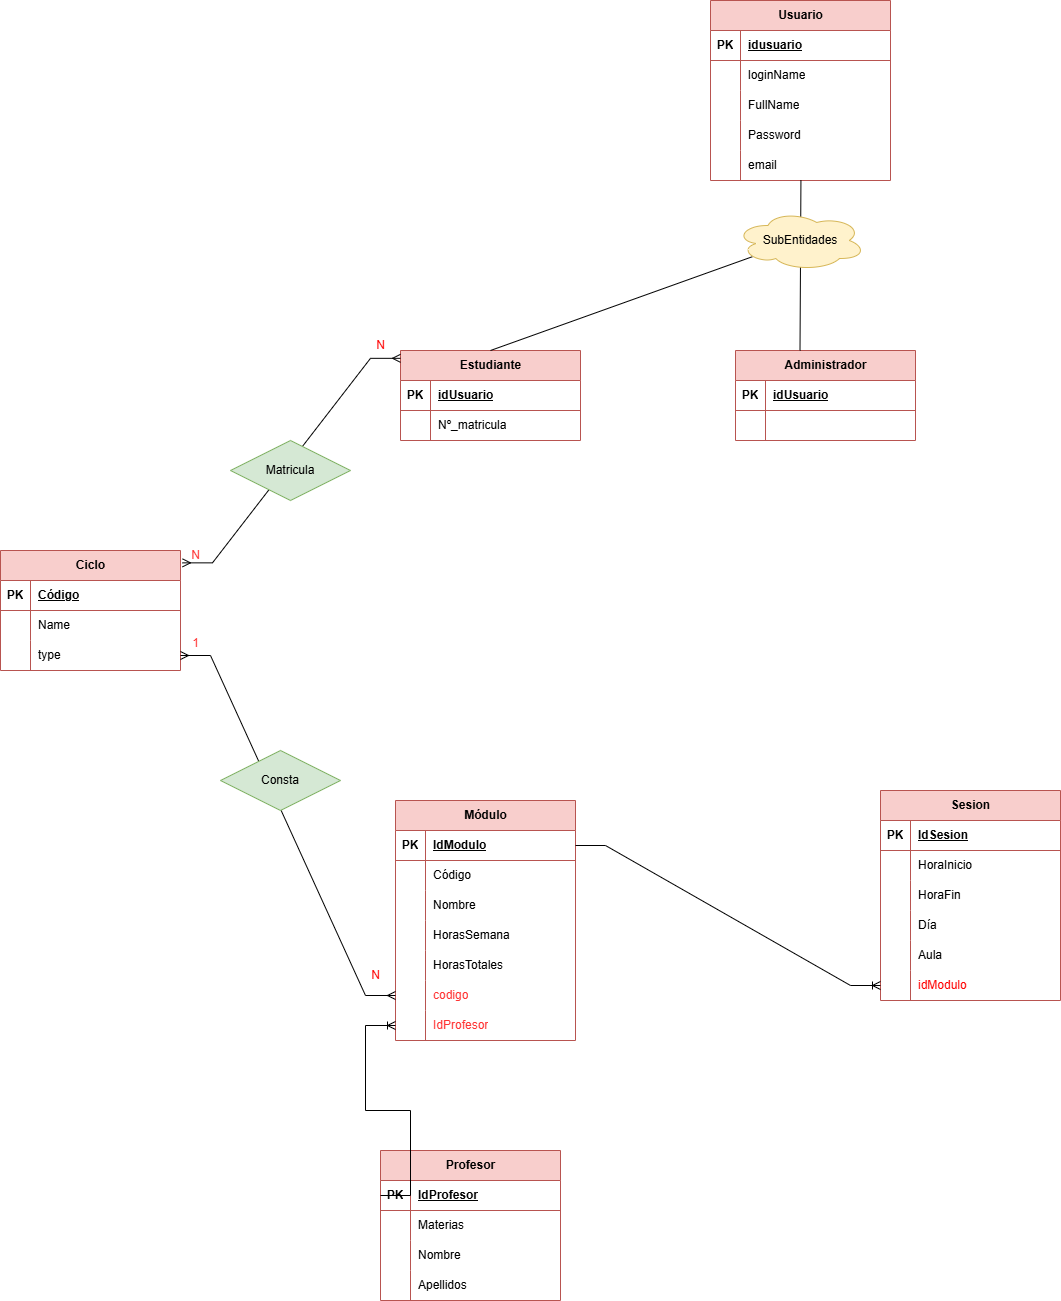 Usuario
PK idusuario
loginName
FullName
Password
email
SubEntidades
N
Estudiante
PK idUsuario
Nº_matricula
Administrador
PK idUsuario
Matricula
N
Ciclo
PK Código
Name
type
1
Consta
N
Módulo
PK IdModulo
Código
Nombre
HorasSemana
HorasTotales
codigo
IdProfesor
Sesion
PK IdSesion
HoraInicio
HoraFin
Día
Aula
idModulo
Profesor
PK IdProfesor
Materias
Nombre
Apellidos